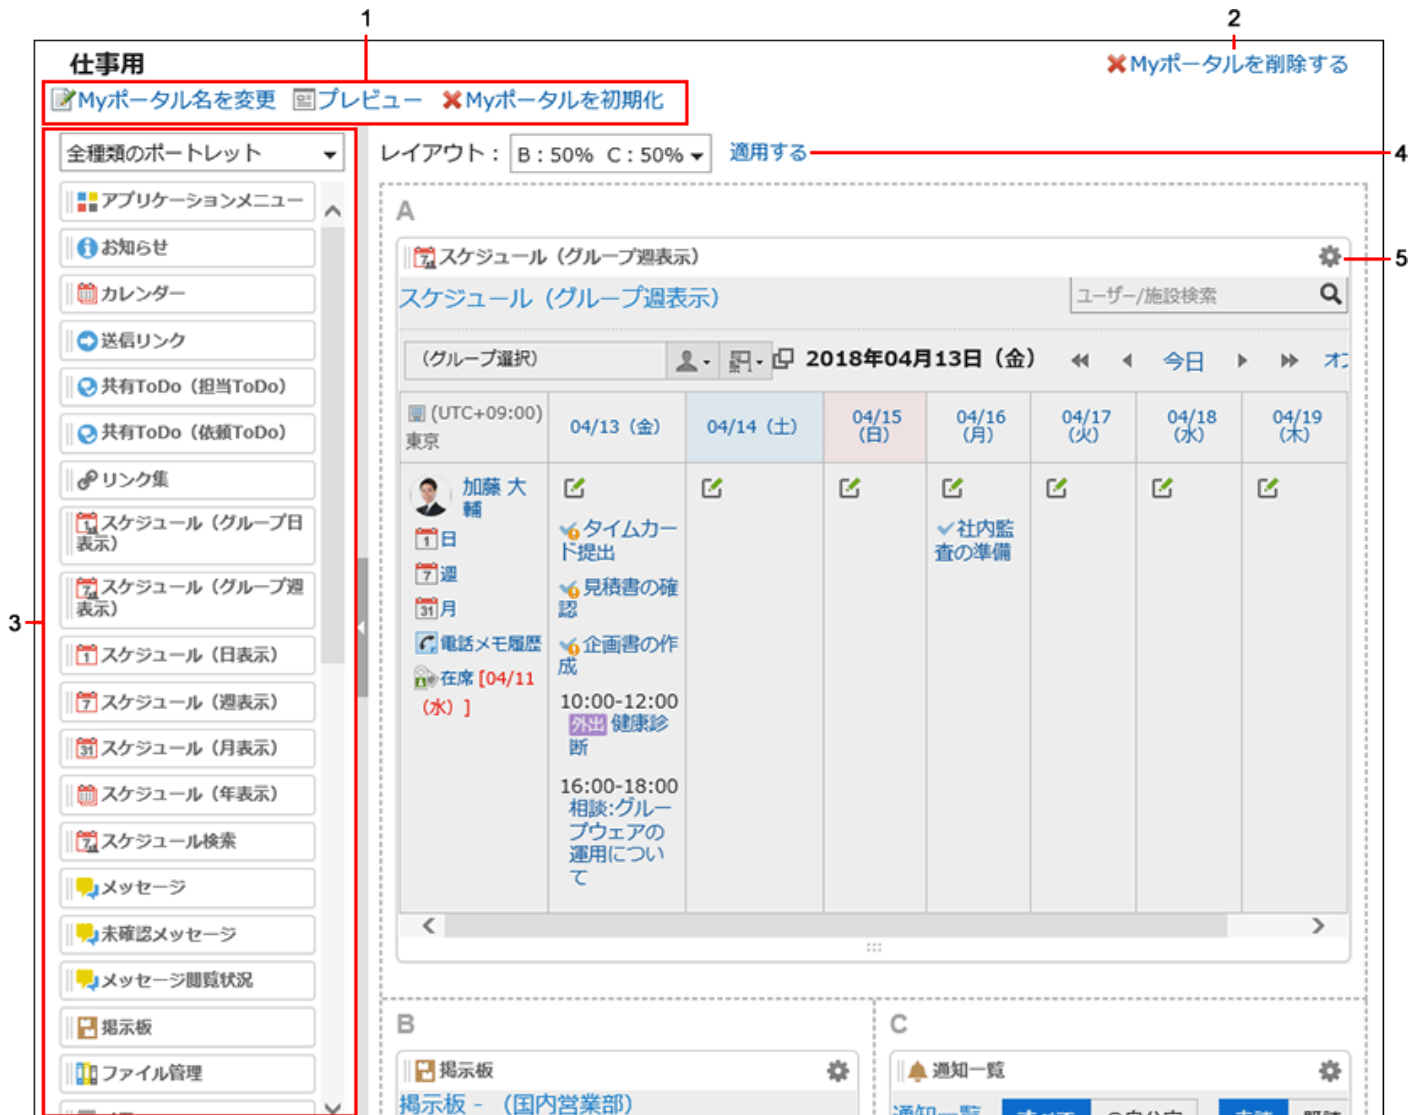 1
2
仕事用
Myポータルを削除する
Myポータル名を変更 プレビュー Myポータルを初期化
全種類のポートレット
レイアウト： B：50% C：50% 適用する
4
アプリケーションメニュー
お知らせ
カレンダー
送信リンク
共有ToDo（担当ToDo）
共有ToDo（依頼ToDo）
リンク集
スケジュール（グループ日
表示）
スケジュール（グループ週
表示）
3
スケジュール（日表示）
スケジュール（週表示）
スケジュール（月表示）
スケジュール（年表示）
スケジュール検索
メッセージ
未確認メッセージ
メッセージ閲覧状況
掲示板
ファイル管理
A
スケジュール（グループ週表示）
5
スケジュール（グループ週表示）
ユーザー/施設検索
（グループ選択）
2018年04月13日（金）
今日
(UTC+09:00)
東京
04/13（金）
04/14（土）
04/15
（日）
04/16
（月）
04/17
（火）
04/18
（水）
04/19
（木）
加藤 大
輔
1日
7週
31月
電話メモ履歴
在席 [04/11
（水）]
タイムカー
ド提出
見積書の確
認
企画書の作
成
10:00-12:00
外出 健康診
断
16:00-18:00
相談:グルー
プウェアの
運用につい
て
社内監
査の準備
B
掲示板
掲示板 - （国内営業部）
C
通知一覧